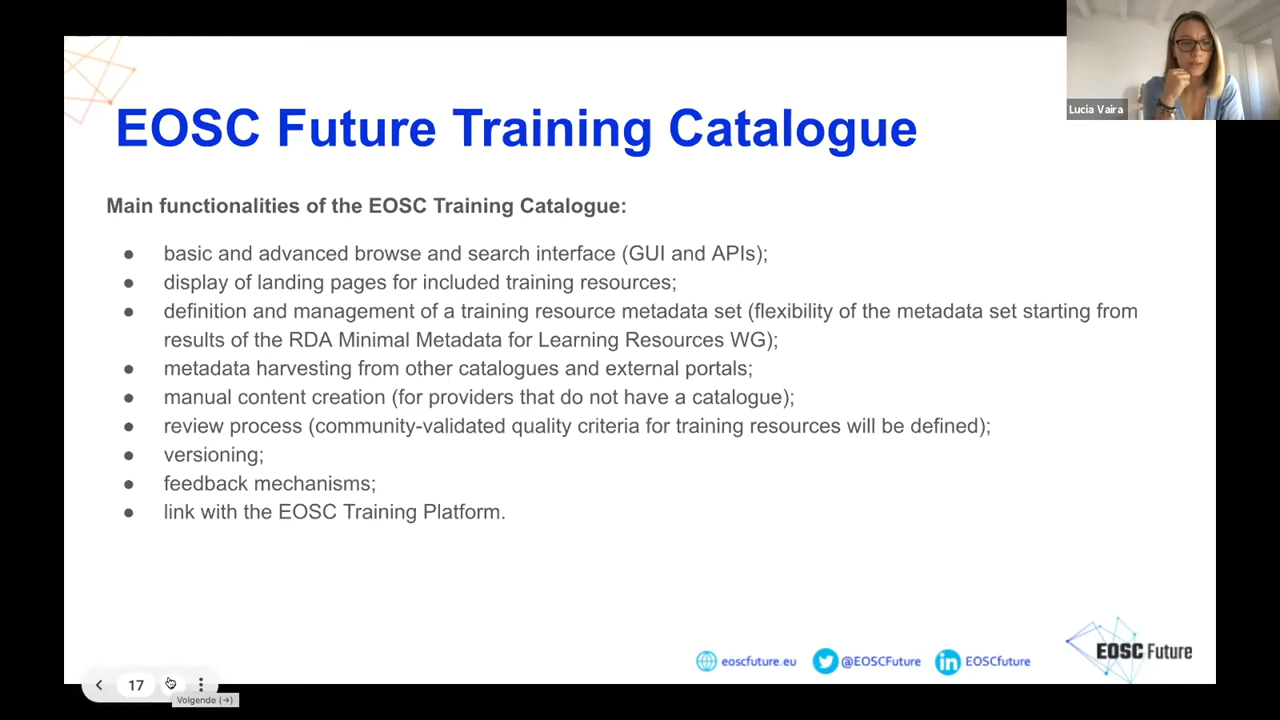 Lucia Vaira
EOSC Future Training Catalogue
Main functionalities of the EOSC Training Catalogue:
● basic and advanced browse and search interface (GUI and APIs);
● display of landing pages for included training resources;
● definition and management of a training resource metadata set (flexibility of the metadata set starting from
results of the RDA Minimal Metadata for Learning Resources WG);
● metadata harvesting from other catalogues and external portals;
● manual content creation (for providers that do not have a catalogue);
● review process (community-validated quality criteria for training resources will be defined);
● versioning;
● feedback mechanisms;
● link with the EOSC Training Platform.
eoscfuture.eu @EOSCFuture EOSCfuture
EOSC Future
17
Volgende (→)